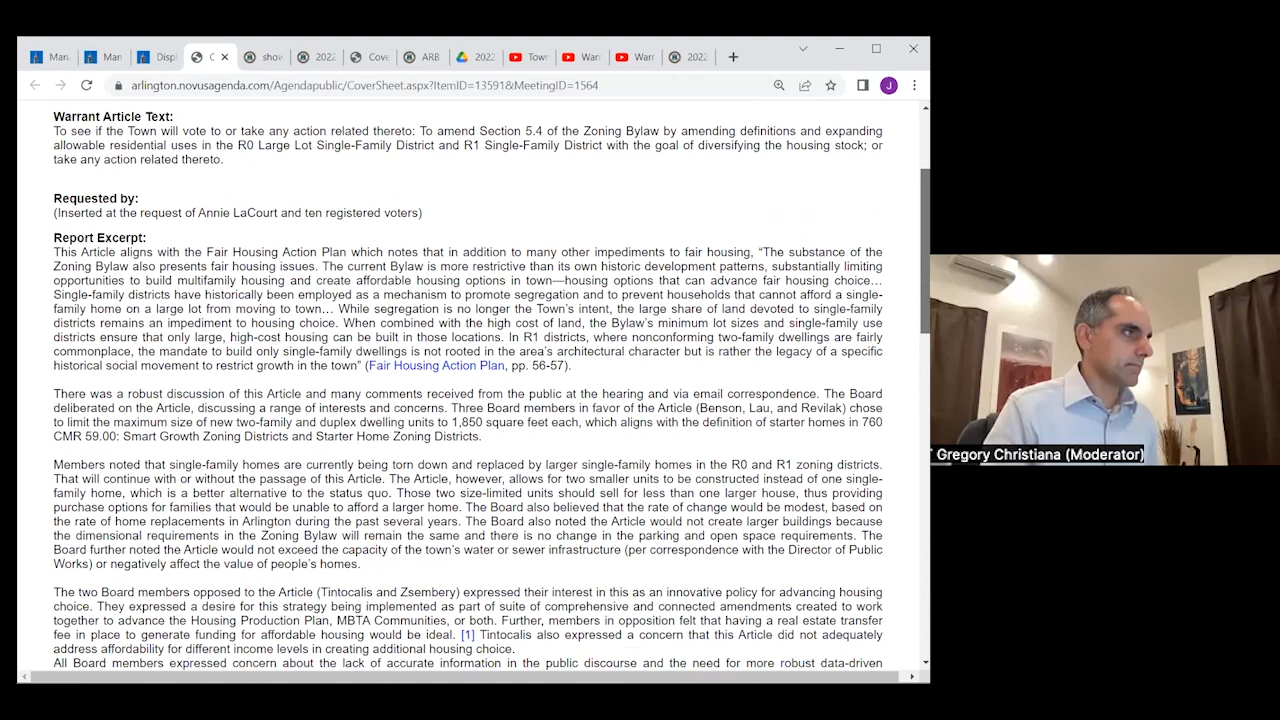 Man
Man
Displ
C
shov
2022
Cove
ARB
2022
Town
Warr
Warr
2022
arlington.novusagenda.com/Agendapublic/CoverSheet.aspx?ItemID=13591&MeetingID=1564
J
Warrant Article Text:
To see if the Town will vote to or take any action related thereto: To amend Section 5.4 of the Zoning Bylaw by amending definitions and expanding
allowable residential uses in the R0 Large Lot Single-Family District and R1 Single-Family District with the goal of diversifying the housing stock; or
take any action related thereto.
Requested by:
(Inserted at the request of Annie LaCourt and ten registered voters)
Report Excerpt:
This Article aligns with the Fair Housing Action Plan which notes that in addition to many other impediments to fair housing, “The substance of the
Zoning Bylaw also presents fair housing issues. The current Bylaw is more restrictive than its own historic development patterns, substantially limiting
opportunities to build multifamily housing and create affordable housing options in town—housing options that can advance fair housing choice…
Single-family districts have historically been employed as a mechanism to promote segregation and to prevent households that cannot afford a single-
family home on a large lot from moving to town… While segregation is no longer the Town’s intent, the large share of land devoted to single-family
districts remains an impediment to housing choice. When combined with the high cost of land, the Bylaw’s minimum lot sizes and single-family use
districts ensure that only large, high-cost housing can be built in those locations. In R1 districts, where nonconforming two-family dwellings are fairly
commonplace, the mandate to build only single-family dwellings is not rooted in the area’s architectural character but is rather the legacy of a specific
historical social movement to restrict growth in the town” (Fair Housing Action Plan, pp. 56-57).
There was a robust discussion of this Article and many comments received from the public at the hearing and via email correspondence. The Board
deliberated on the Article, discussing a range of interests and concerns. Three Board members in favor of the Article (Benson, Lau, and Revilak) chose
to limit the maximum size of new two-family and duplex dwelling units to 1,850 square feet each, which aligns with the definition of starter homes in 760
CMR 59.00: Smart Growth Zoning Districts and Starter Home Zoning Districts.
Members noted that single-family homes are currently being torn down and replaced by larger single-family homes in the R0 and R1 zoning districts.
That will continue with or without the passage of this Article. The Article, however, allows for two smaller units to be constructed instead of one single-
family home, which is a better alternative to the status quo. Those two size-limited units should sell for less than one larger house, thus providing
purchase options for families that would be unable to afford a larger home. The Board also believed that the rate of change would be modest, based on
the rate of home replacements in Arlington during the past several years. The Board also noted the Article would not create larger buildings because
the dimensional requirements in the Zoning Bylaw will remain the same and there is no change in the parking and open space requirements. The
Board further noted the Article would not exceed the capacity of the town’s water or sewer infrastructure (per correspondence with the Director of Public
Works) or negatively affect the value of people’s homes.
The two Board members opposed to the Article (Tintocalis and Zsembery) expressed their interest in this as an innovative policy for advancing housing
choice. They expressed a desire for this strategy being implemented as part of suite of comprehensive and connected amendments created to work
together to advance the Housing Production Plan, MBTA Communities, or both. Further, members in opposition felt that having a real estate transfer
fee in place to generate funding for affordable housing would be ideal. [1] Tintocalis also expressed a concern that this Article did not adequately
address affordability for different income levels in creating additional housing choice.
All Board members expressed concern about the lack of accurate information in the public discourse and the need for more robust data-driven
Gregory Christiana (Moderator)